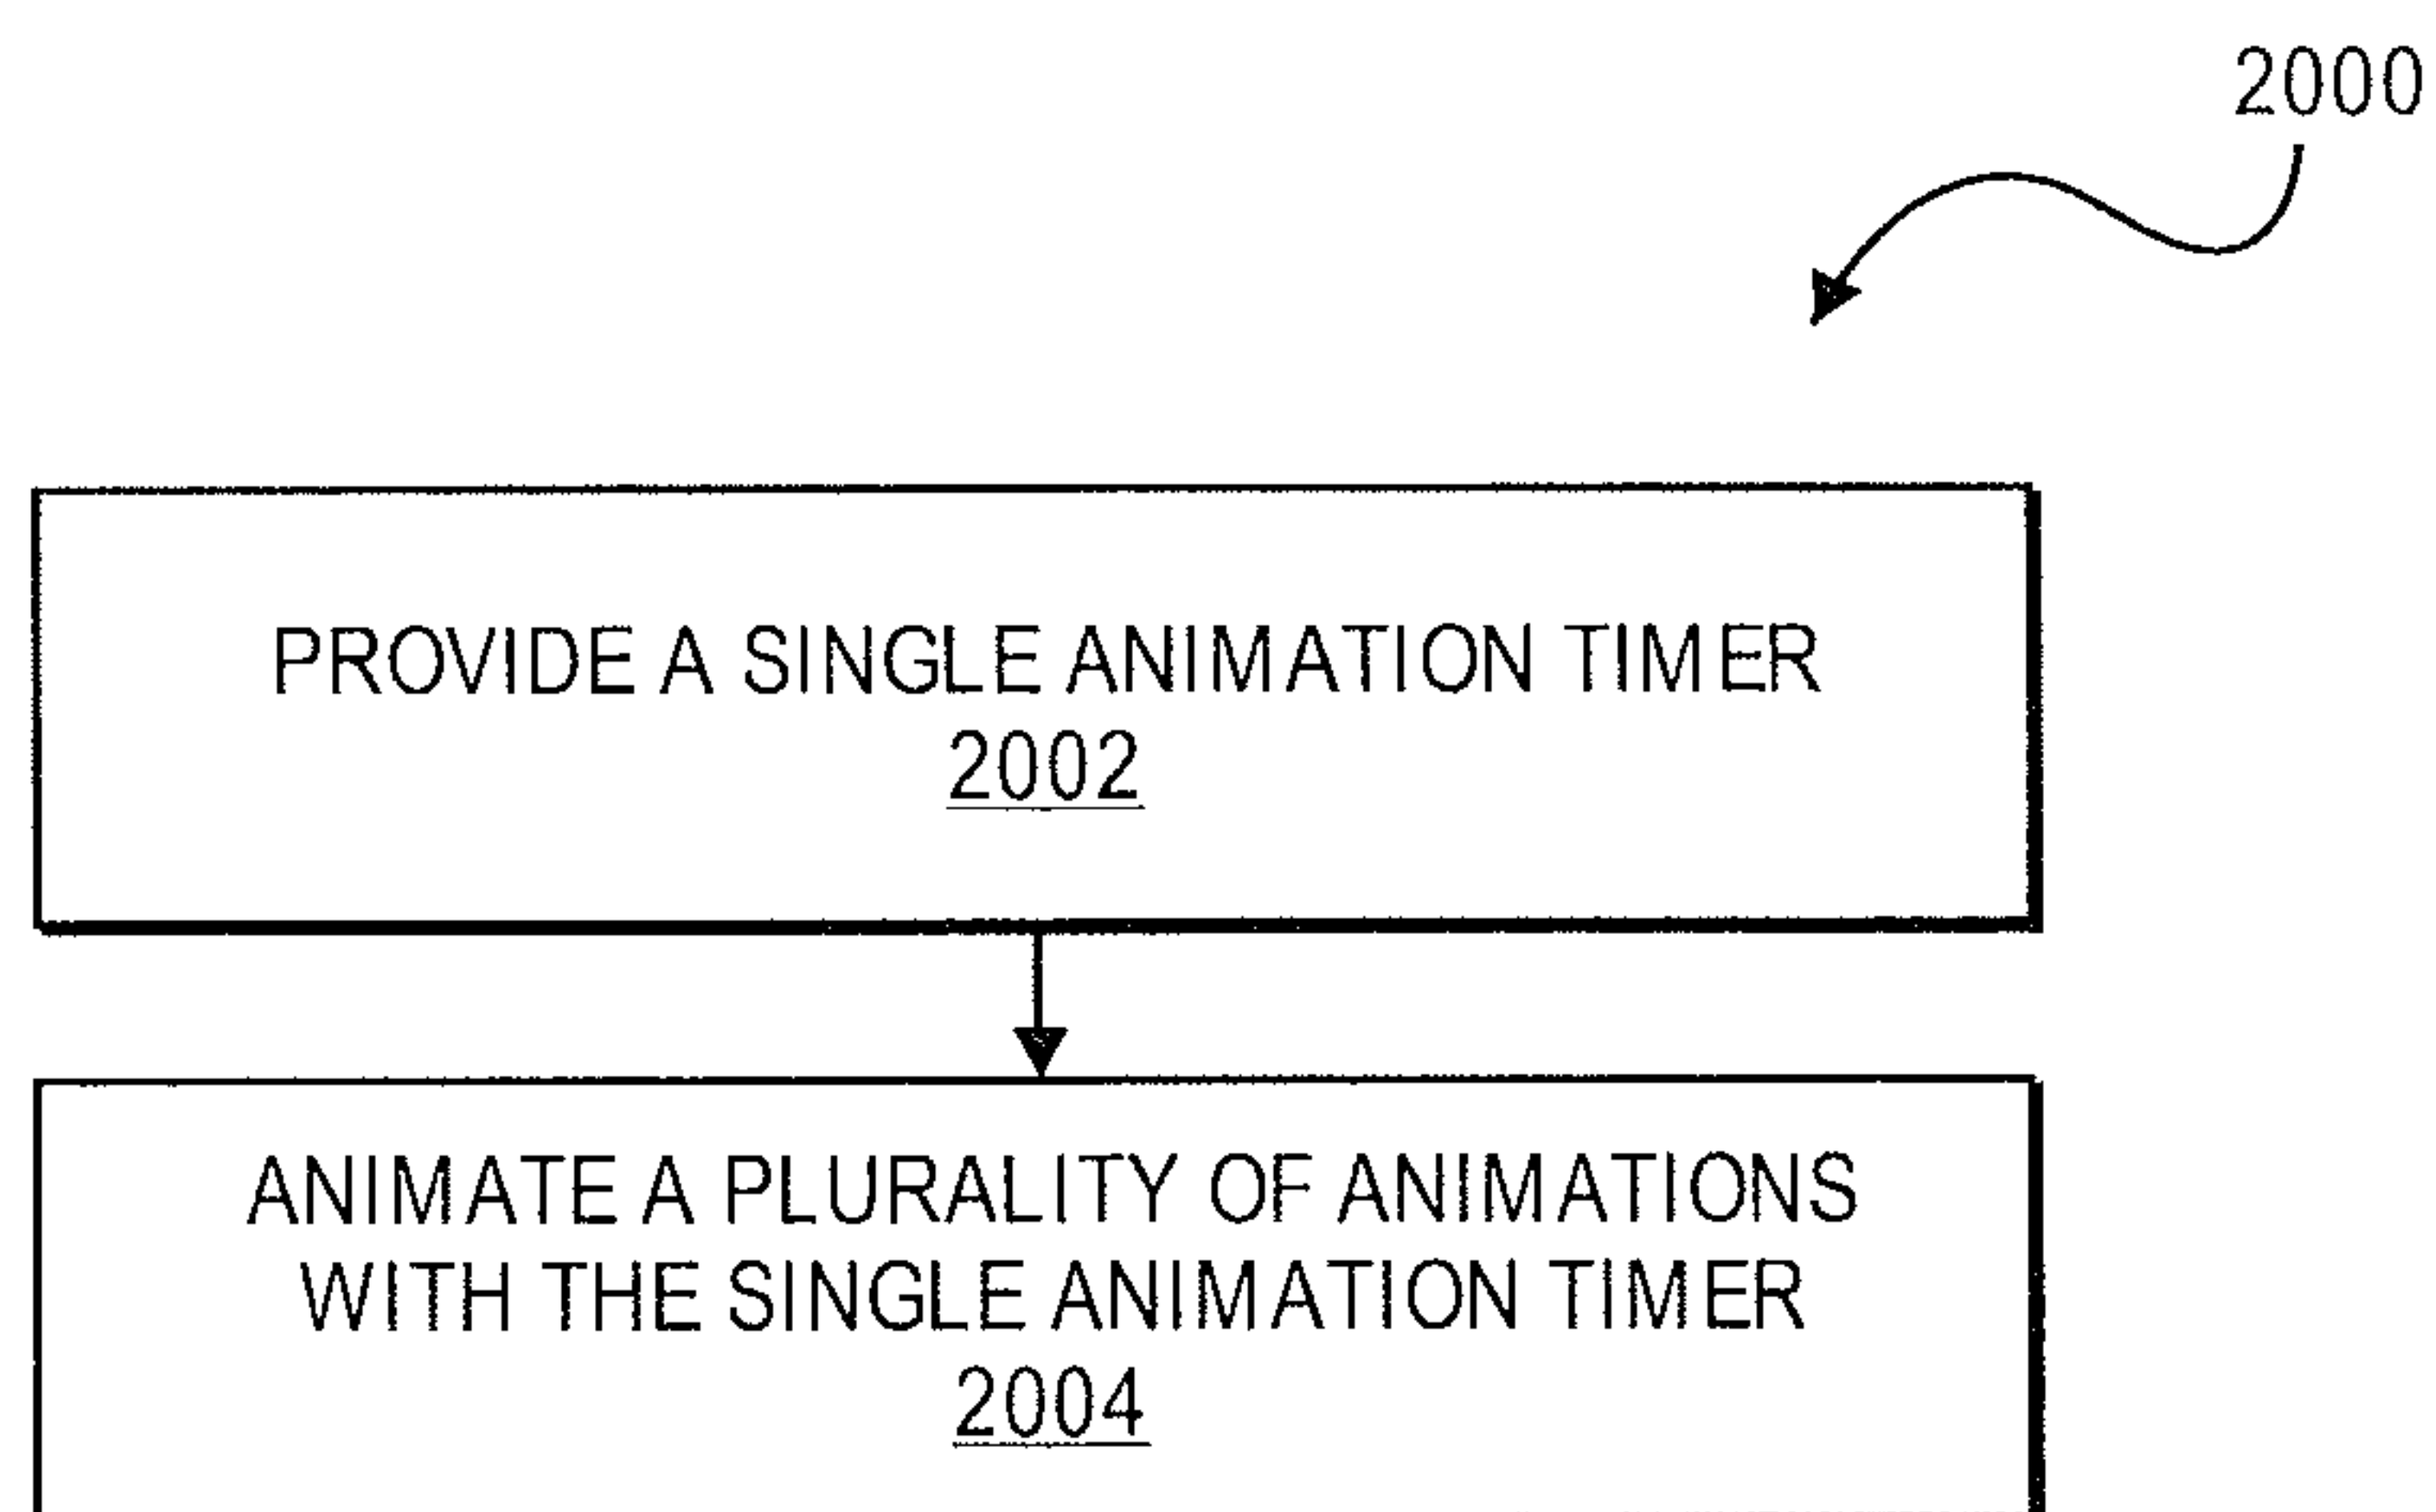 2000
PROVIDE A SINGLE ANIMATION TIMER
2002
ANIMATE A PLURALITY OF ANIMATIONS
WITH THE SINGLE ANIMATION TIMER
2004